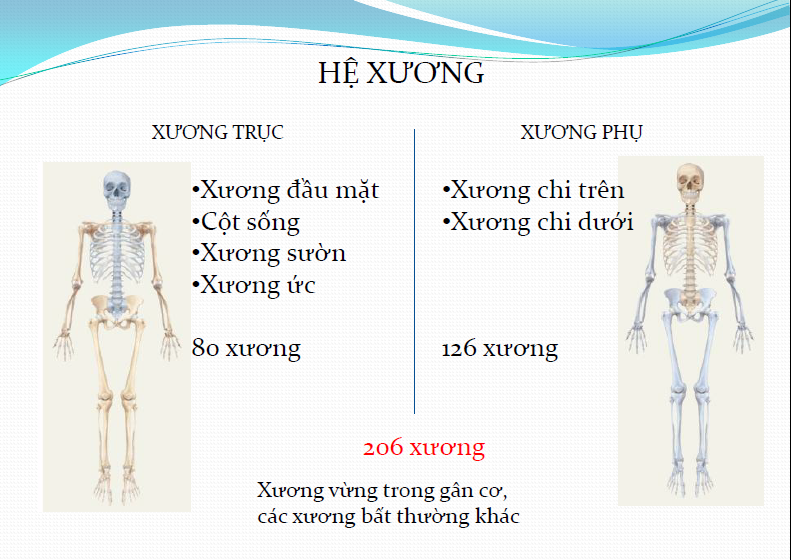 HỆ XƯƠNG
XƯƠNG TRỤC
•Xương đầu mặt
•Cột sống
•Xương sườn
•Xương ức
80 xương
XƯƠNG PHỤ
•Xương chi trên
•Xương chi dưới
126 xương
206 xương
Xương vừng trong gân cơ,
các xương bất thường khác